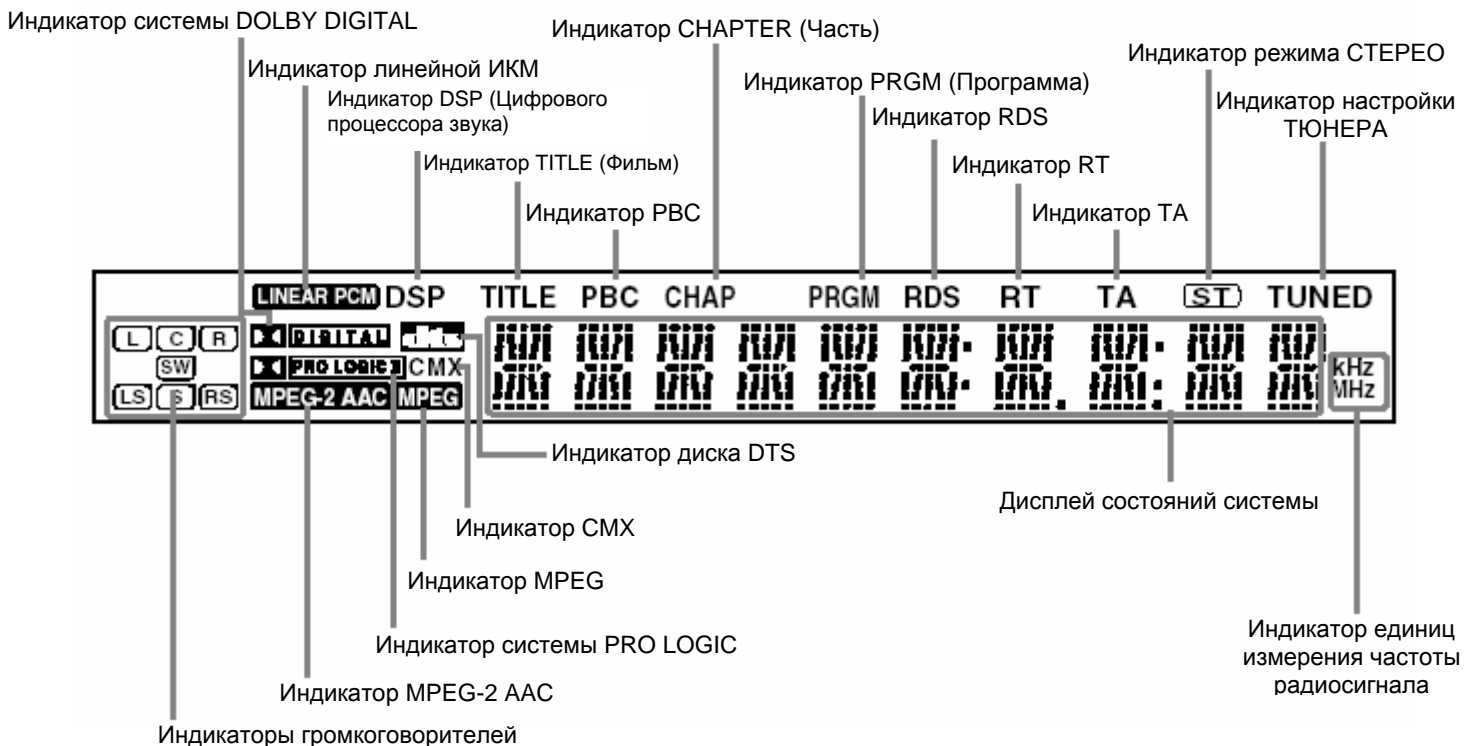 Индикатор системы DOLBY DIGITAL
Индикатор CHAPTER (Часть)
Индикатор режима СТЕРЕО
Индикатор линейной ИКМ
Индикатор PRGM (Программа)
Индикатор DSP (Цифрового
процессора звука)
Индикатор настройки
ТЮНЕРА
Индикатор RDS
Индикатор TITLE (Фильм)
Индикатор RT
Индикатор PBC
Индикатор TA
LINEAR PCM DSP TITLE PBC CHAP PRGM RDS RT TA ST TUNED
L C R
DIGITAL
SW
PRO LOGIC II CMX
kHz
MHz
LS S RS
MPEG-2 AAC MPEG
Индикатор диска DTS
Дисплей состояний системы
Индикатор CMX
Индикатор MPEG
Индикатор системы PRO LOGIC
Индикатор единиц
измерения частоты
радиосигнала
Индикатор MPEG-2 AAC
Индикаторы громкоговорителей